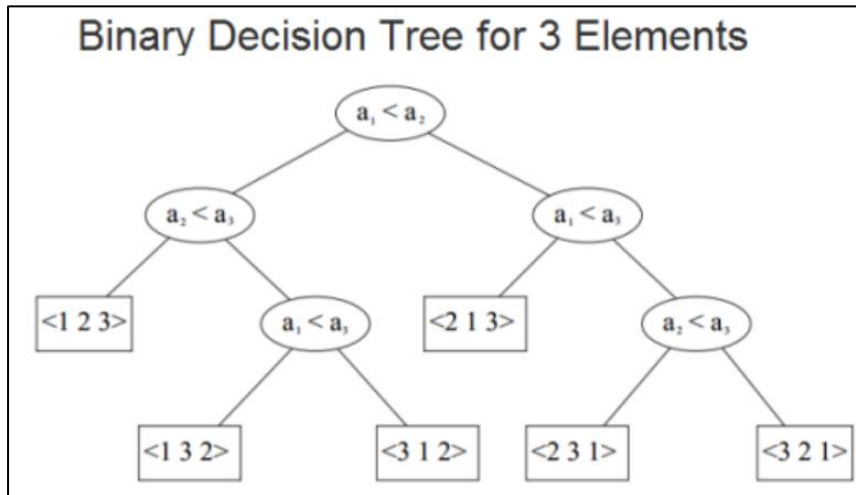 Binary Decision Tree for 3 Elements
a₁ < a₂
a₂ < a₃
a₁ < a₃
<1 2 3>
a₁ < a₃
<2 1 3>
a₂ < a₃
<1 3 2>
<3 1 2>
<2 3 1>
<3 2 1>